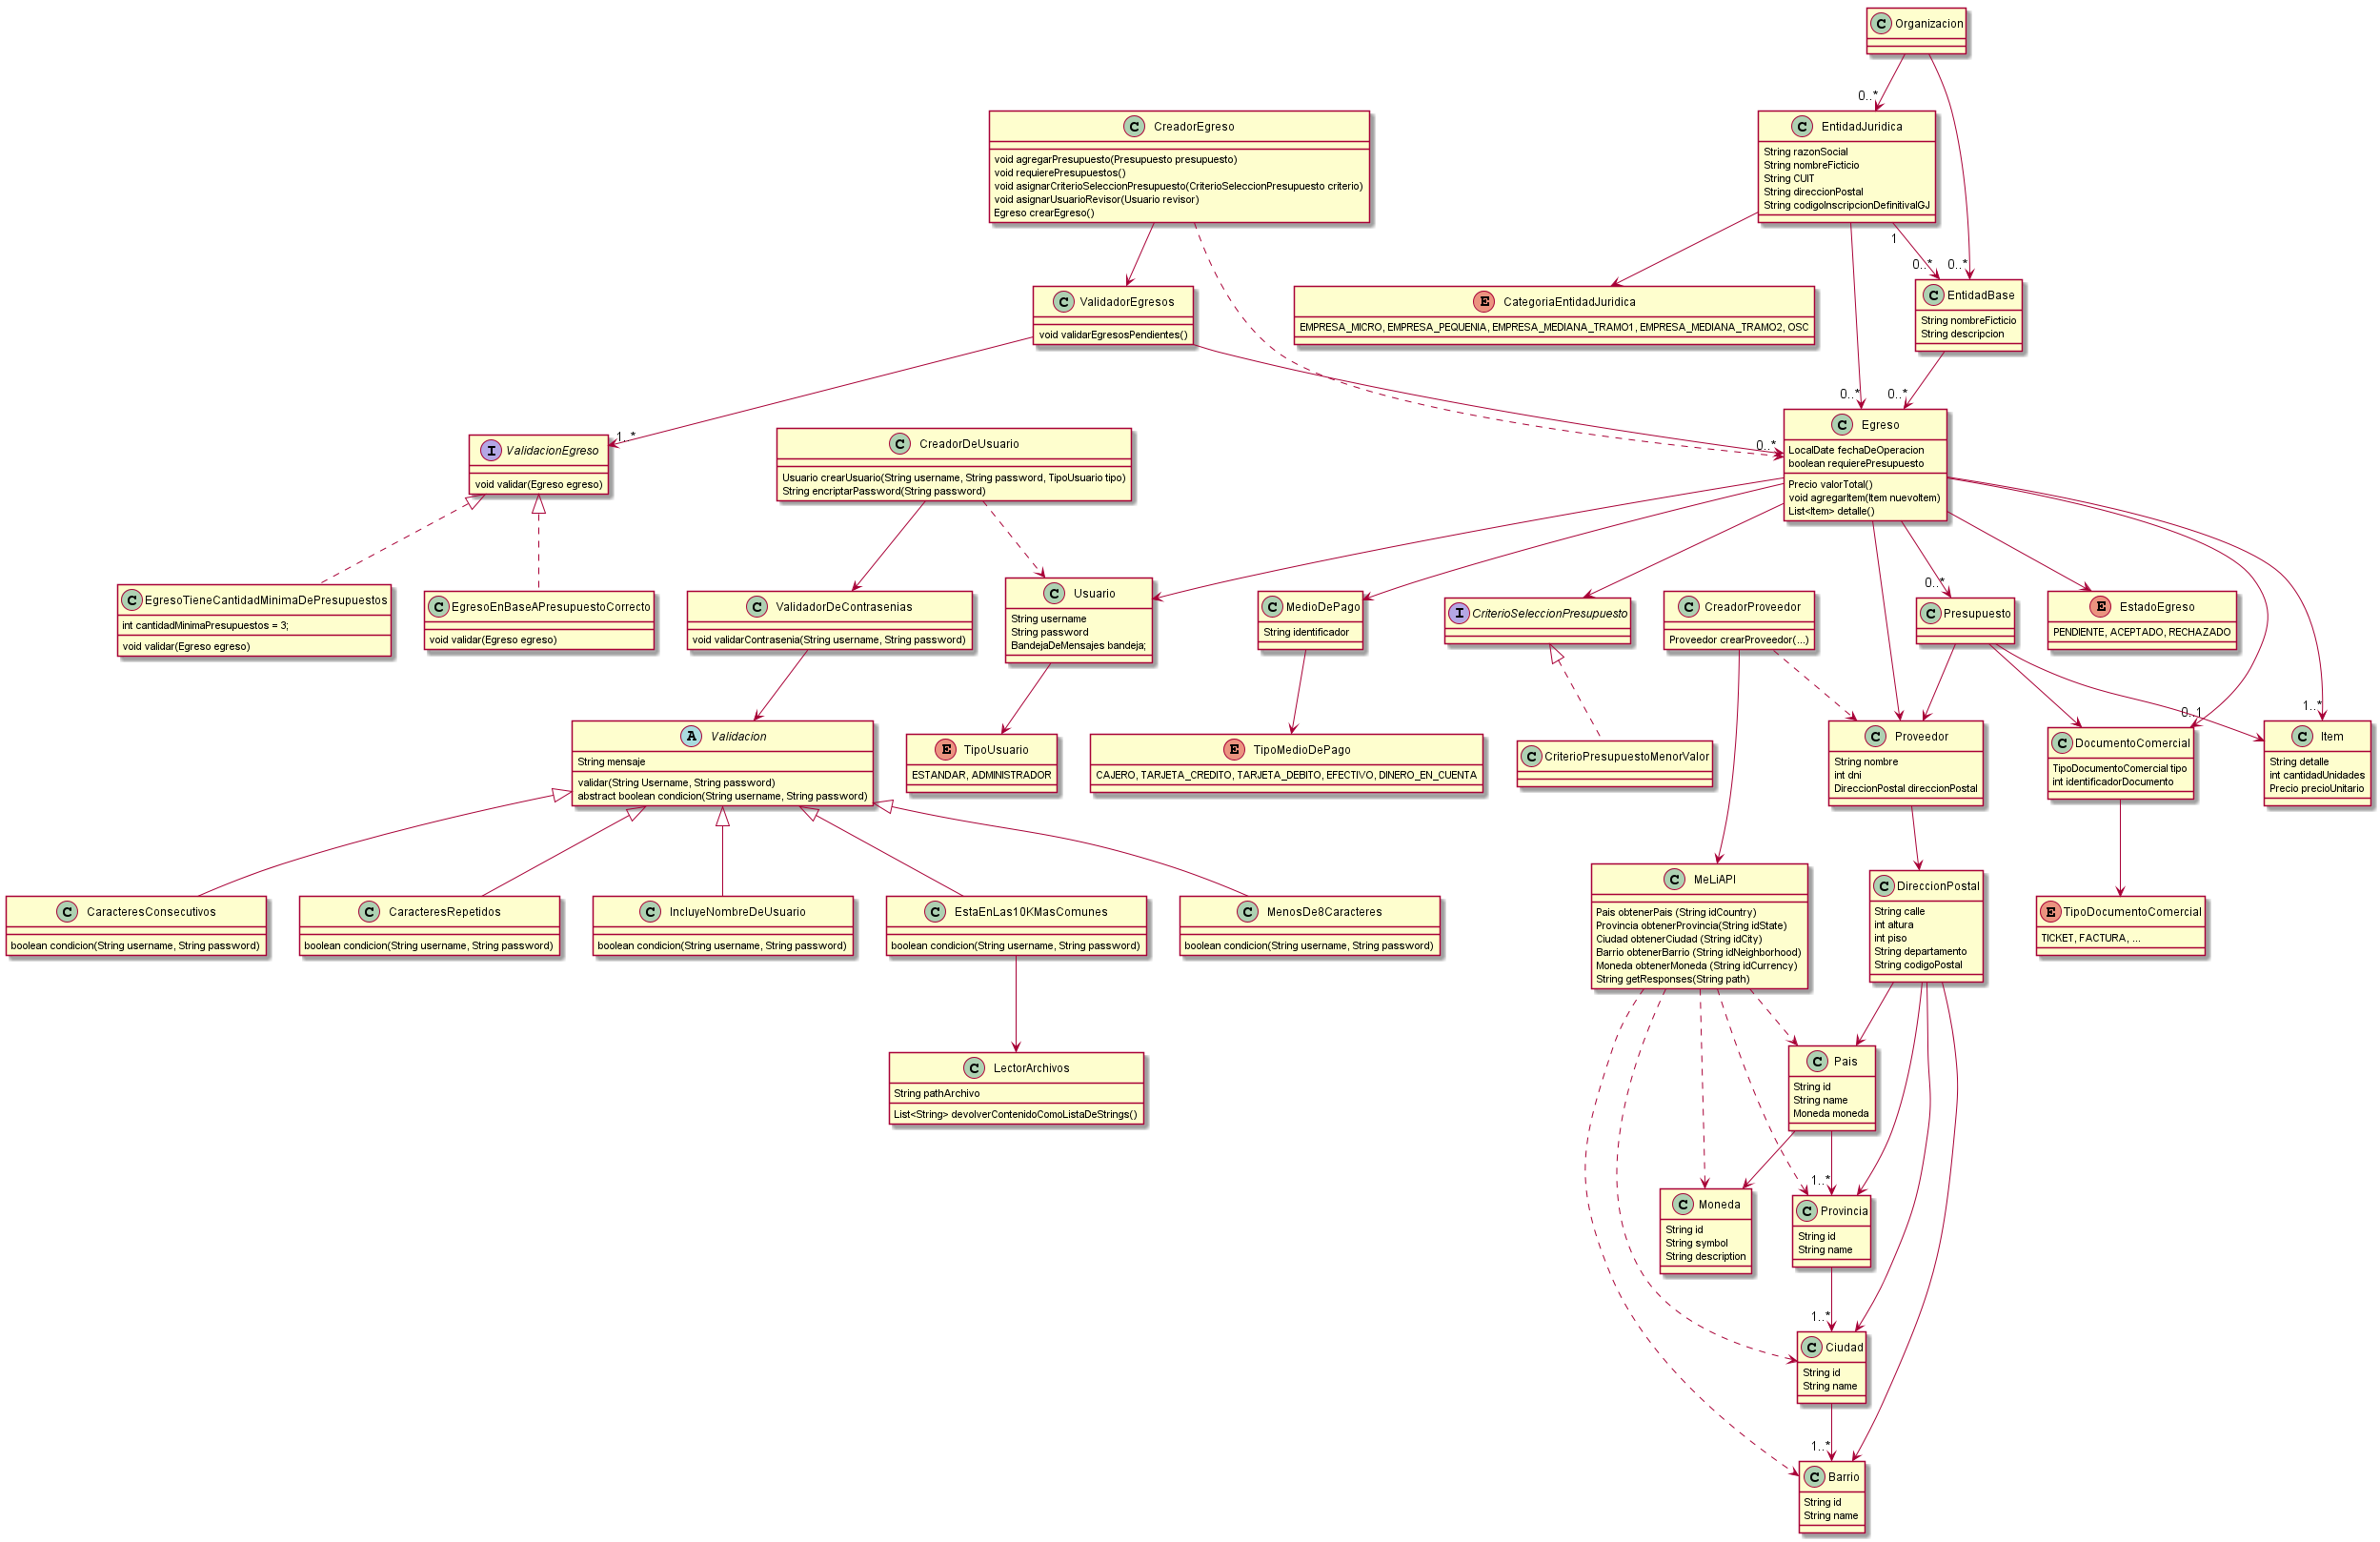 C Organizacion
0..*
0..*
C CreadorEgreso
void agregarPresupuesto(Presupuesto presupuesto)
void requierePresupuestos()
void asignarCriterioSeleccionPresupuesto(CriterioSeleccionPresupuesto criterio)
void asignarUsuarioRevisor(Usuario revisor)
Egreso crearEgreso()
C EntidadJuridica
String razonSocial
String nombreFicticio
String CUIT
String direccionPostal
String codigoInscripcionDefinitivaIGJ
1
0..*
C ValidadorEgresos
void validarEgresosPendientes()
E CategoriaEntidadJuridica
EMPRESA_MICRO, EMPRESA_PEQUENIA, EMPRESA_MEDIANA_TRAMO1, EMPRESA_MEDIANA_TRAMO2, OSC
C EntidadBase
String nombreFicticio
String descripcion
0..*
0..*
1..*
0..*
I ValidacionEgreso
void validar(Egreso egreso)
C CreadorDeUsuario
Usuario crearUsuario(String username, String password, TipoUsuario tipo)
String encriptarPassword(String password)
C Egreso
LocalDate fechaDeOperacion
boolean requierePresupuesto
Precio valorTotal()
void agregarItem(Item nuevoItem)
List<Item> detalle()
0..*
C EgresoTieneCantidadMinimaDePresupuestos
int cantidadMinimaPresupuestos = 3;
void validar(Egreso egreso)
C EgresoEnBaseAPresupuestoCorrecto
void validar(Egreso egreso)
C ValidadorDeContrasenias
void validarContrasenia(String username, String password)
C Usuario
String username
String password
BandejaDeMensajes bandeja;
C MedioDePago
String identificador
I CriterioSeleccionPresupuesto
C CreadorProveedor
Proveedor crearProveedor(...)
C Presupuesto
E EstadoEgreso
PENDIENTE, ACEPTADO, RECHAZADO
0..1
1..*
A Validacion
String mensaje
validar(String Username, String password)
abstract boolean condicion(String username, String password)
E TipoUsuario
ESTANDAR, ADMINISTRADOR
E TipoMedioDePago
CAJERO, TARJETA_CREDITO, TARJETA_DEBITO, EFECTIVO, DINERO_EN_CUENTA
C CriterioPresupuestoMenorValor
C Proveedor
String nombre
int dni
DireccionPostal direccionPostal
C DocumentoComercial
TipoDocumentoComercial tipo
int identificadorDocumento
C Item
String detalle
int cantidadUnidades
Precio precioUnitario
C CaracteresConsecutivos
boolean condicion(String username, String password)
C CaracteresRepetidos
boolean condicion(String username, String password)
C IncluyeNombreDeUsuario
boolean condicion(String username, String password)
C EstaEnLas10KMasComunes
boolean condicion(String username, String password)
C MenosDe8Caracteres
boolean condicion(String username, String password)
C MeLiAPI
Pais obtenerPais (String idCountry)
Provincia obtenerProvincia(String idState)
Ciudad obtenerCiudad (String idCity)
Barrio obtenerBarrio (String idNeighborhood)
Moneda obtenerMoneda (String idCurrency)
String getResponses(String path)
C DireccionPostal
String calle
int altura
int piso
String departamento
String codigoPostal
E TipoDocumentoComercial
TICKET, FACTURA, ...
C LectorArchivos
String pathArchivo
List<String> devolverContenidoComoListaDeStrings()
C Pais
String id
String name
Moneda moneda
1..*
C Moneda
String id
String symbol
String description
C Provincia
String id
String name
1..*
C Ciudad
String id
String name
1..*
C Barrio
String id
String name